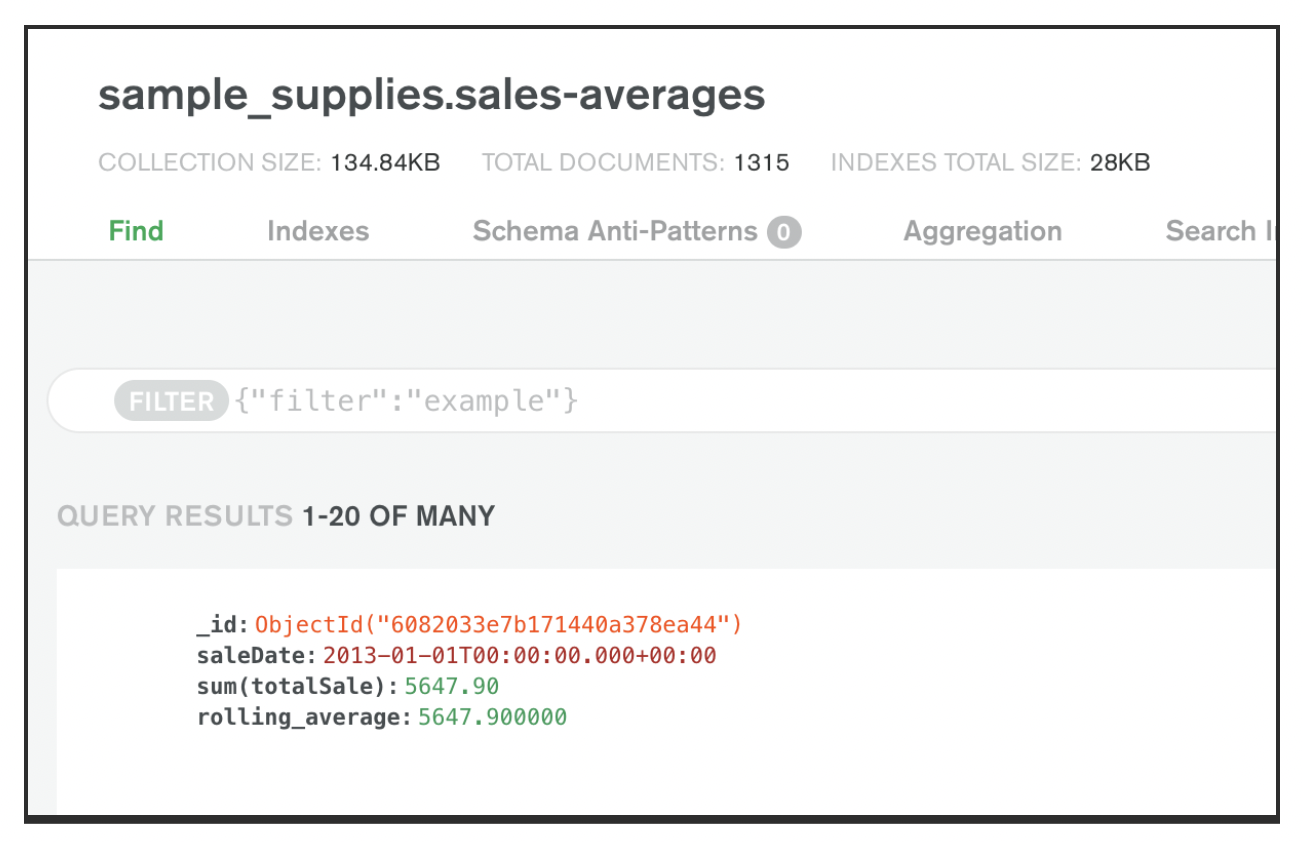 sample_supplies.sales-averages
COLLECTION SIZE: 134.84KB TOTAL DOCUMENTS: 1315 INDEXES TOTAL SIZE: 28KB
Find Indexes Schema Anti-Patterns 0 Aggregation Search
FILTER {"filter":"example"}
QUERY RESULTS 1-20 OF MANY
_id: ObjectId("6082033e7b171440a378ea44")
saleDate: 2013-01-01T00:00:00.000+00:00
sum(totalSale): 5647.90
rolling_average: 5647.900000